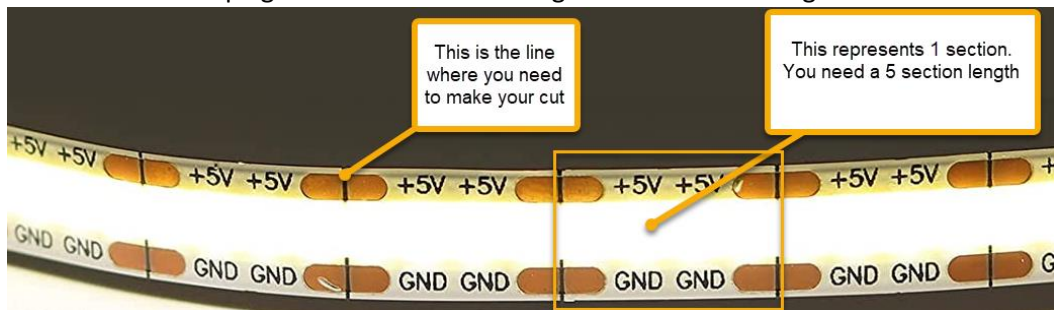 This is the line
where you need
to make your cut
This represents 1 section.
You need a 5 section length
+5V +5V +5V +5V +5V +5V +5V +5V +5V +5V
GND GND GND GND GND GND GND GND GND GND